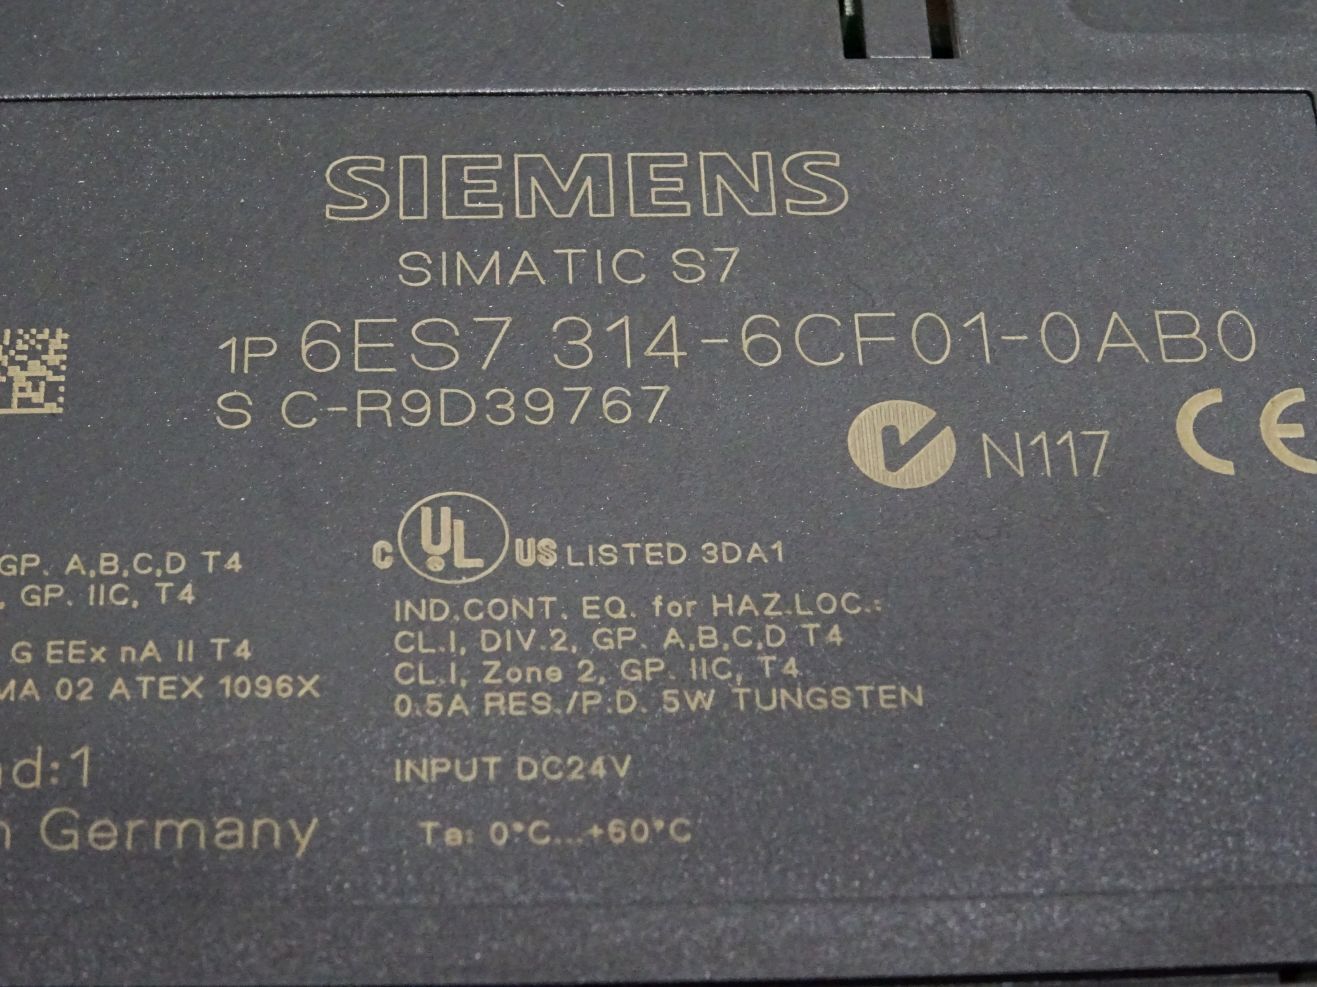 SIEMENS
SIMATIC S7
1P 6ES7 314-6CF01-0AB0
S C-R9D39767
N117 CE
C UL US LISTED 3DA1
GP. A,B,C,D T4
, GP. IIC, T4
G EEx nA II T4
MA 02 ATEX 1096X
d:1
n Germany
IND.CONT. EQ. for HAZ.LOC.:
CL.I, DIV.2, GP. A,B,C,D T4
CL.I, Zone 2, GP. IIC, T4
0.5A RES./P.D. 5W TUNGSTEN
INPUT DC24V
Ta: 0°C...+60°C